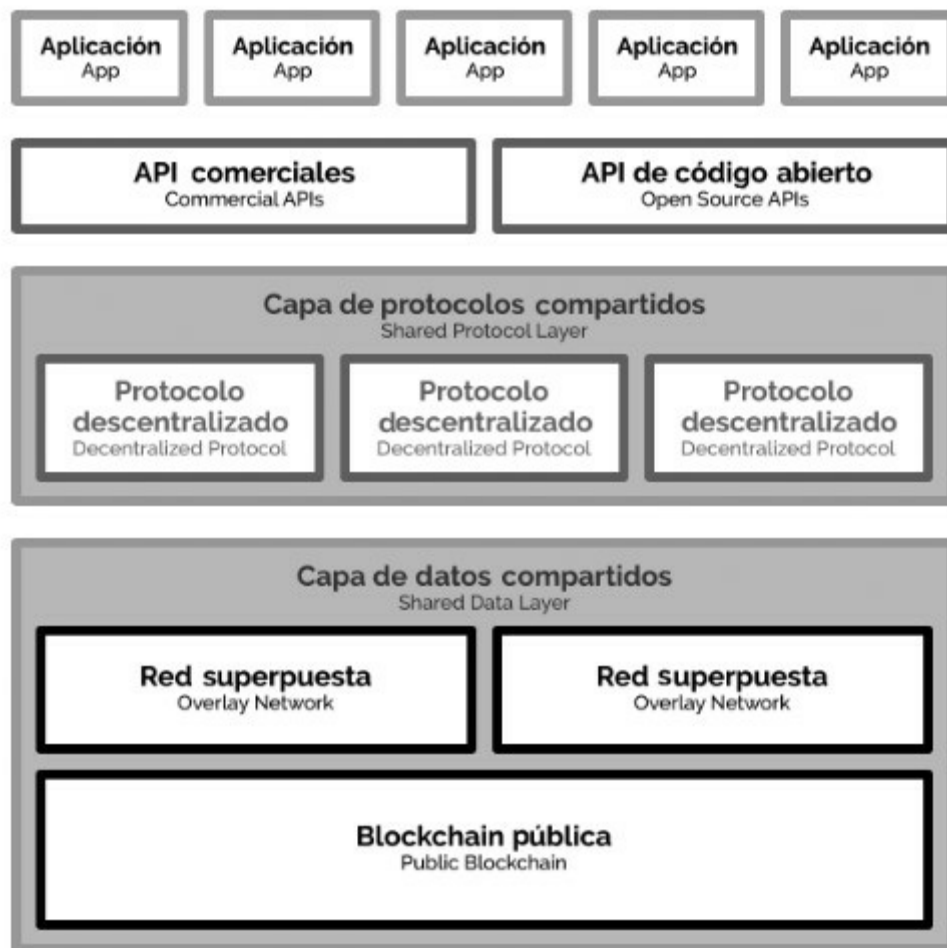 Aplicación Aplicación Aplicación Aplicación Aplicación
App App App App App
API comerciales API de código abierto
Commercial APIs Open Source APIs
Capa de protocolos compartidos
Shared Protocol Layer
Protocolo Protocolo Protocolo
descentralizado descentralizado descentralizado
Decentralized Protocol Decentralized Protocol Decentralized Protocol
Capa de datos compartidos
Shared Data Layer
Red superpuesta Red superpuesta
Overlay Network Overlay Network
Blockchain pública
Public Blockchain